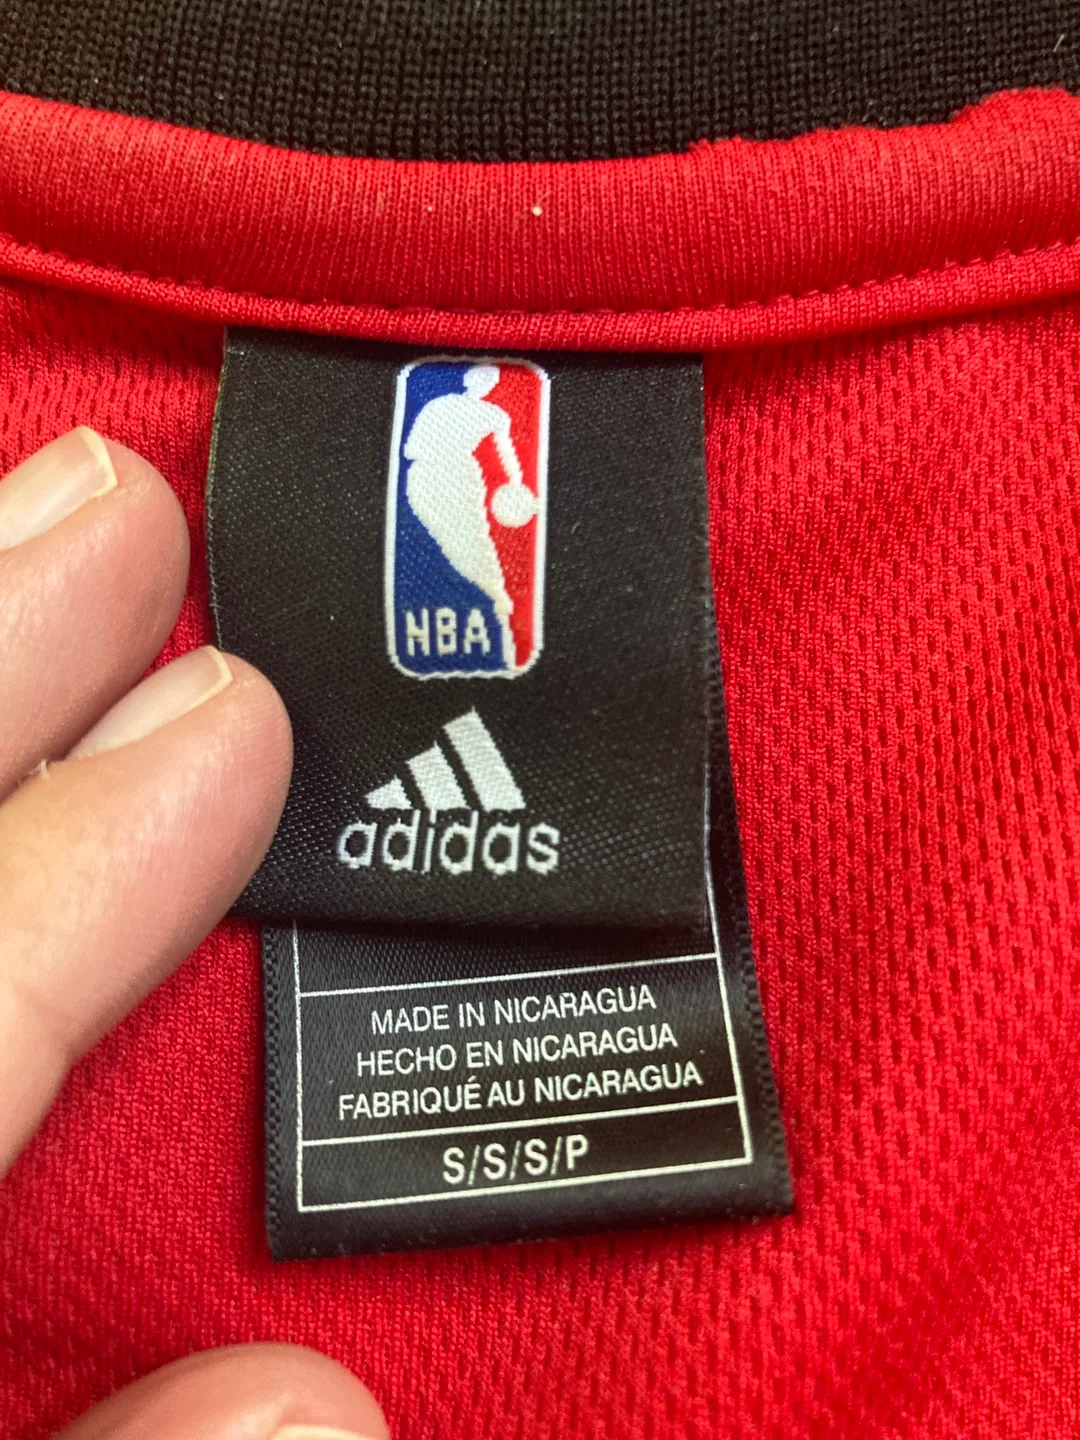 NBA
adidas
MADE IN NICARAGUA
HECHO EN NICARAGUA
FABRIQUÉ AU NICARAGUA
S/S/S/P